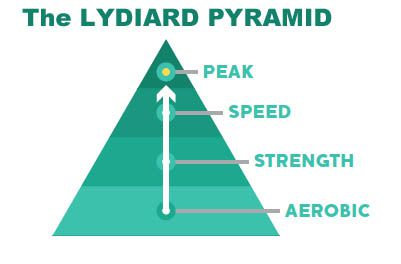 The LYDIARD PYRAMID
PEAK
SPEED
STRENGTH
AEROBIC